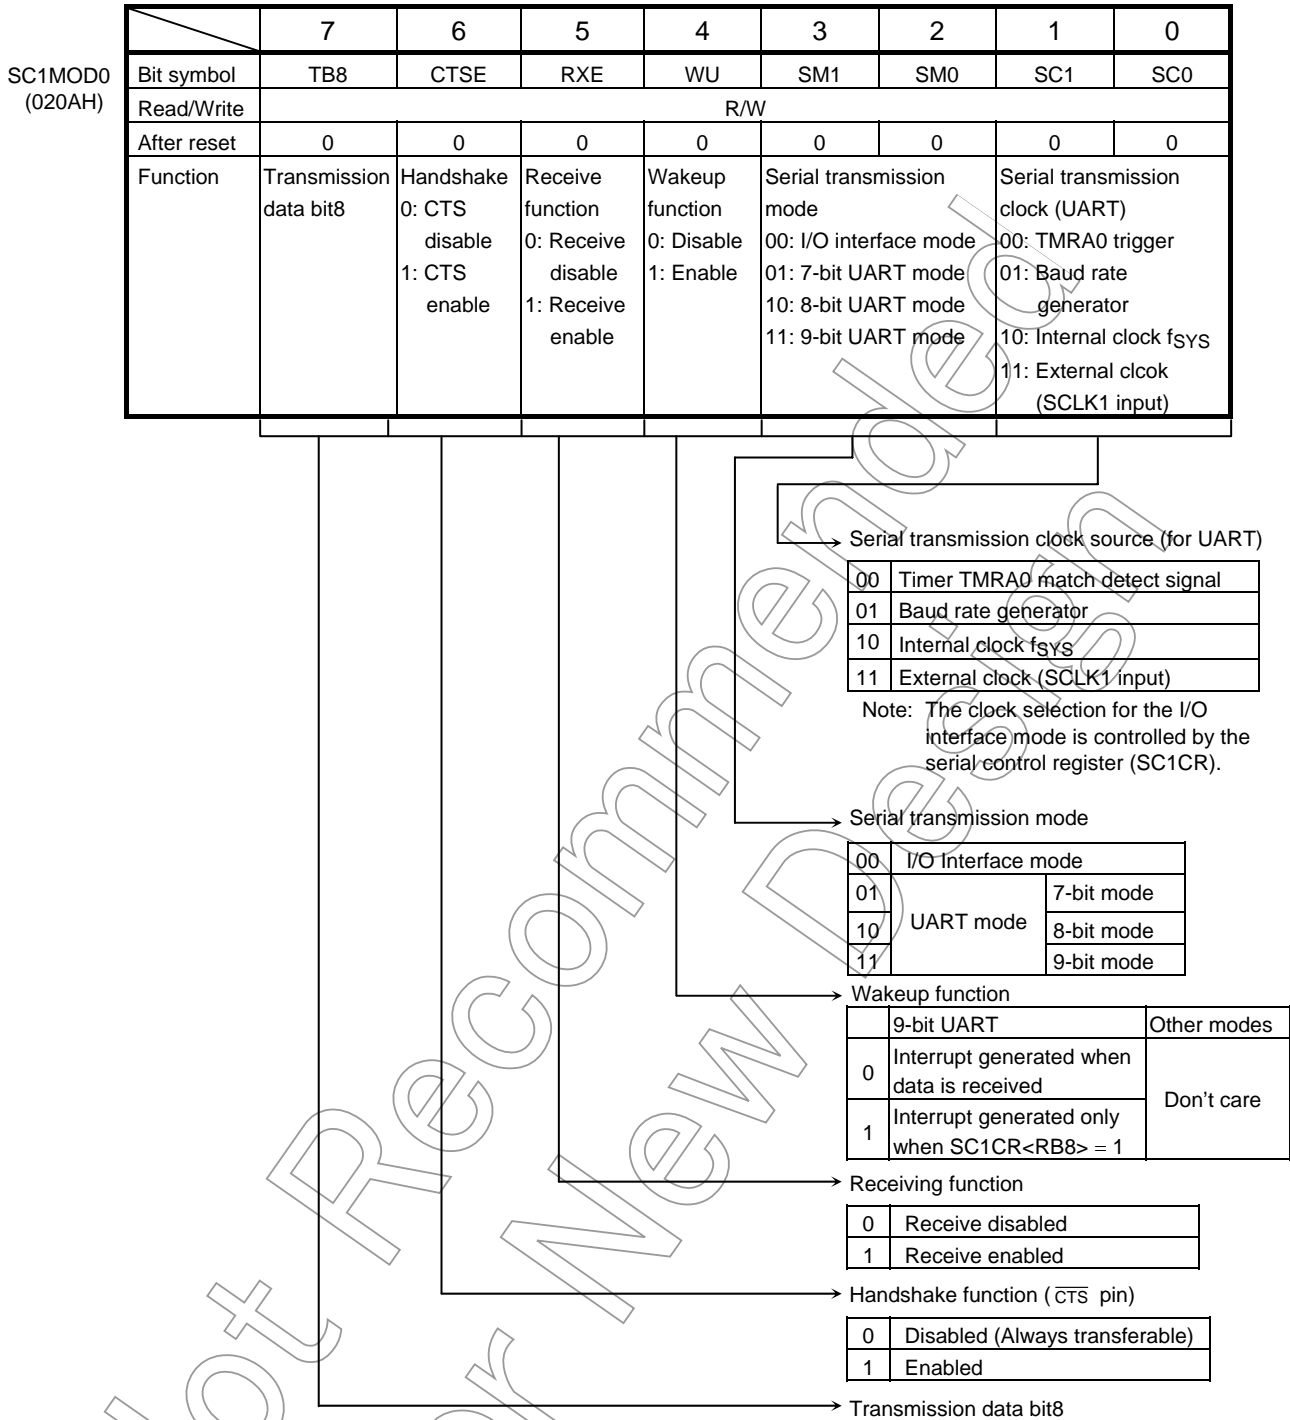 7 6 5 4 3 2 1 0
SC1MOD0 (020AH)
Bit symbol TB8 CTSE RXE WU SM1 SM0 SC1 SC0
Read/Write R/W
After reset 0 0 0 0 0 0 0 0
Function
Transmission
data bit8
Handshake
0: CTS
disable
1: CTS
enable
Receive
function
0: Receive
disable
1: Receive
enable
Wakeup
function
0: Disable
1: Enable
Serial transmission
mode
00: I/O interface mode
01: 7-bit UART mode
10: 8-bit UART mode
11: 9-bit UART mode
Serial transmission
clock (UART)
00: TMRA0 trigger
01: Baud rate
generator
10: Internal clock fSYS
11: External clcok
(SCLK1 input)
Serial transmission clock source (for UART)
00 Timer TMRA0 match detect signal
01 Baud rate generator
10 Internal clock fSYS
11 External clock (SCLK1 input)
Note: The clock selection for the I/O
interface mode is controlled by the
serial control register (SC1CR).
Serial transmission mode
00 I/O Interface mode
01 UART mode 7-bit mode
10 8-bit mode
11 9-bit mode
Wakeup function
9-bit UART Other modes
0 Interrupt generated when
data is received
Don't care
1 Interrupt generated only
when SC1CR<RB8> = 1
Receiving function
0 Receive disabled
1 Receive enabled
Handshake function ( C̅T̅S̅ pin)
0 Disabled (Always transferable)
1 Enabled
Transmission data bit8
Not Recommended
for New Design